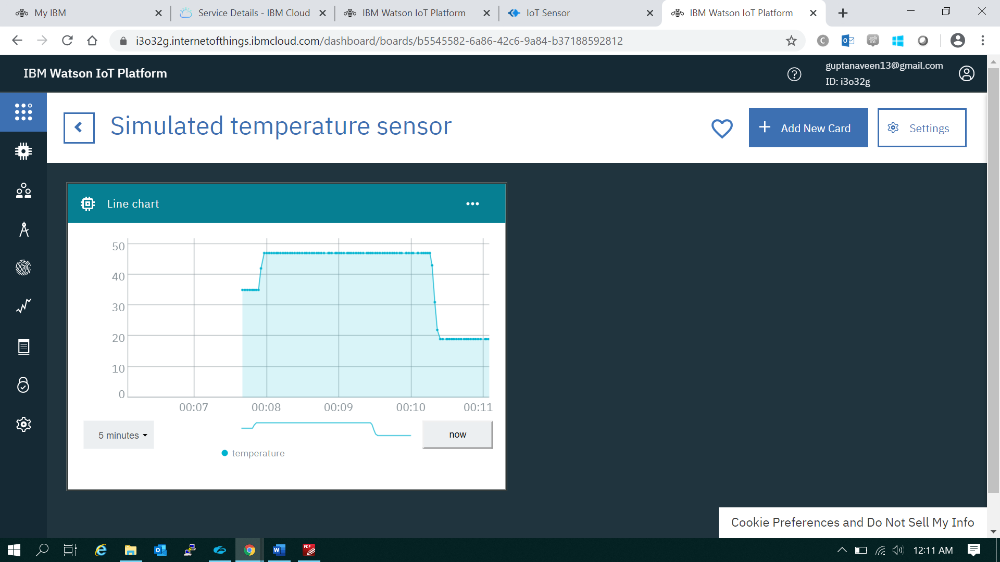 My IBM
Service Details - IBM Cloud
IBM Watson IoT Platform
IoT Sensor
IBM Watson IoT Platform
i3o32g.internetofthings.ibmcloud.com/dashboard/boards/b5545582-6a86-42c6-9a84-b37188592812
IBM Watson IoT Platform
guptanaveen13@gmail.com
ID: i3o32g
Simulated temperature sensor
Add New Card
Settings
Line chart
50
40
30
20
10
0
00:07 00:08 00:09 00:10 00:11
5 minutes
now
temperature
Cookie Preferences and Do Not Sell My Info
12:11 AM